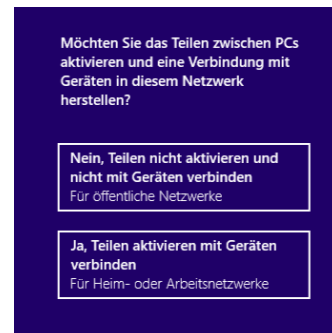 Möchten Sie das Teilen zwischen PCs
aktivieren und eine Verbindung mit
Geräten in diesem Netzwerk
herstellen?
Nein, Teilen nicht aktivieren und
nicht mit Geräten verbinden
Für öffentliche Netzwerke
Ja, Teilen aktivieren mit Geräten
verbinden
Für Heim- oder Arbeitsnetzwerke